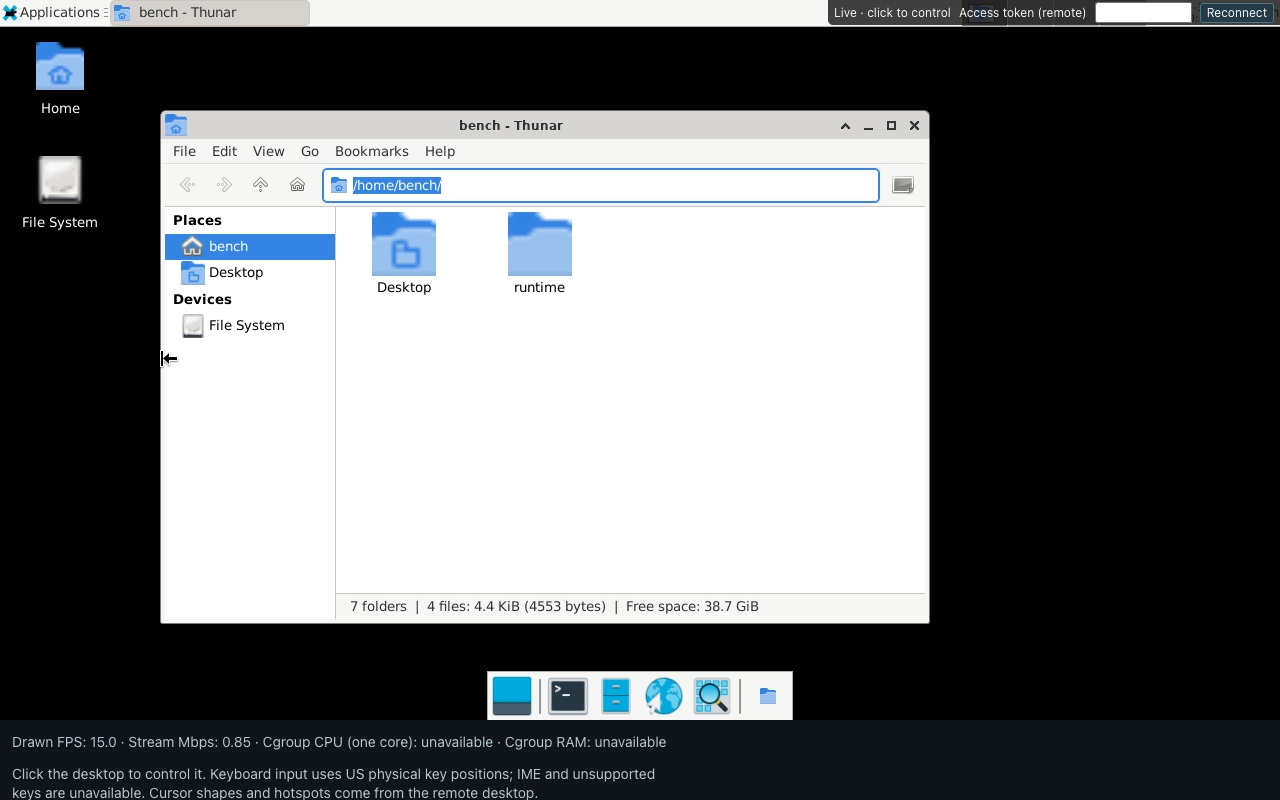 Applications
bench - Thunar
Live · click to control
Access token (remote)
Reconnect
Home
File System
bench - Thunar
File Edit View Go Bookmarks Help
/home/bench/
Places
bench
Desktop
Devices
File System
Desktop
runtime
7 folders | 4 files: 4.4 KiB (4553 bytes) | Free space: 38.7 GiB
Drawn FPS: 15.0 · Stream Mbps: 0.85 · Cgroup CPU (one core): unavailable · Cgroup RAM: unavailable
Click the desktop to control it. Keyboard input uses US physical key positions; IME and unsupported
keys are unavailable. Cursor shapes and hotspots come from the remote desktop.